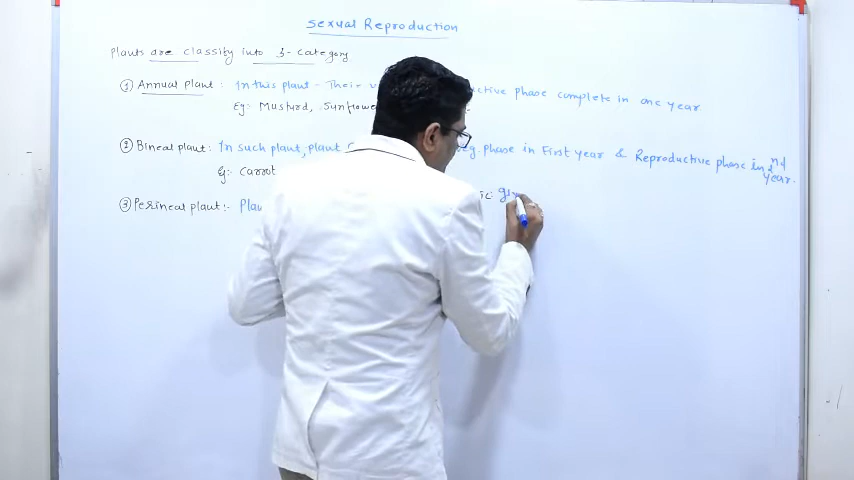 Sexual Reproduction
Plants are classify into 3- Category
① Annual Plant : In this plant - Their phase complete in one year
Eg:- Mustard, Sunflowe
② Bineal plant : In such plant, plant veg. phase in First year & Reproductive phase in 2nd year.
Eg: Carrot
③ Perineal plant :-